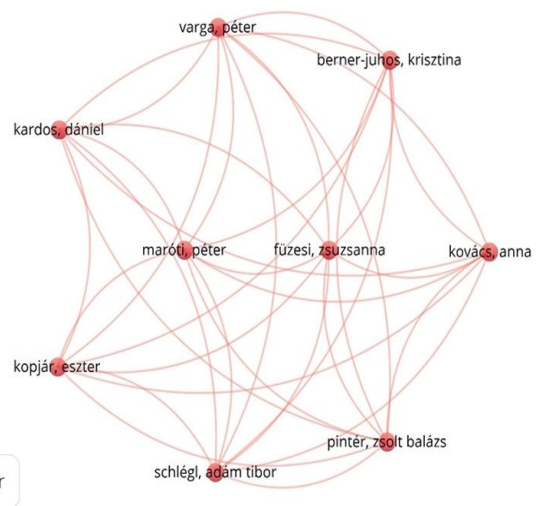 varga, péter
berner-juhos, krisztina
kardos, dániel
maróti, péter
füzesi, zsuzsanna
kovács, anna
kopjár, eszter
pintér, zsolt balázs
schlégl, ádám tibor
r